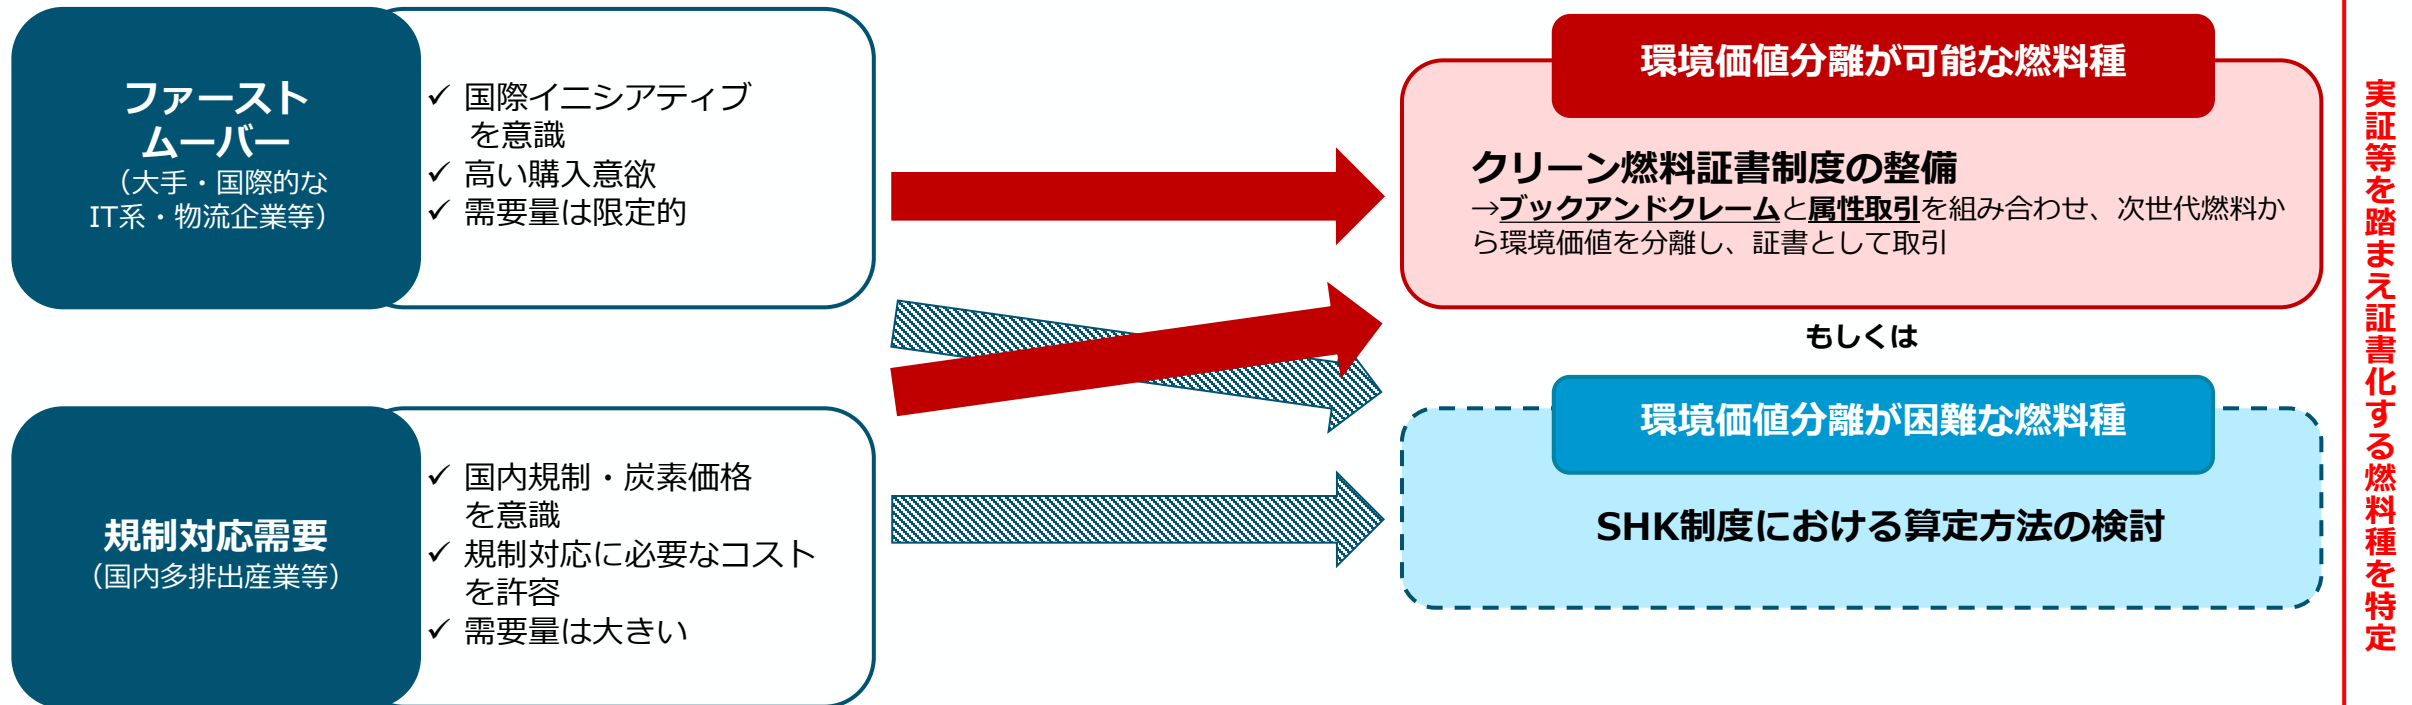 ファースト
ムーバー
（大手・国際的な
IT系・物流企業等）
✓ 国際イニシアティブ
を意識
✓ 高い購入意欲
✓ 需要量は限定的
規制対応需要
（国内多排出産業等）
✓ 国内規制・炭素価格
を意識
✓ 規制対応に必要なコスト
を許容
✓ 需要量は大きい
環境価値分離が可能な燃料種
クリーン燃料証書制度の整備
→ブックアンドクレームと属性取引を組み合わせ、次世代燃料か
ら環境価値を分離し、証書として取引
もしくは
環境価値分離が困難な燃料種
SHK制度における算定方法の検討
実証等を踏まえ証書化する燃料種を特定